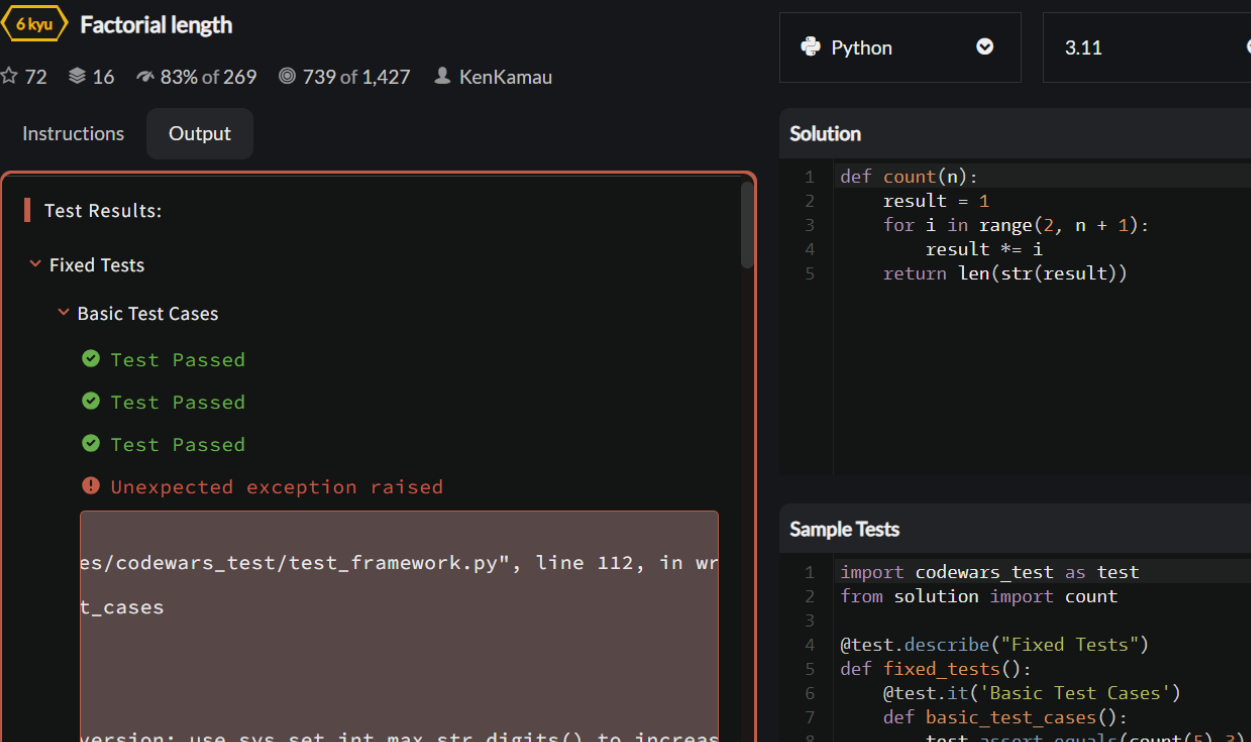 6 kyu Factorial length
72 16 83% of 269 739 of 1,427 KenKamau
Instructions Output
Test Results:
Fixed Tests
Basic Test Cases
Test Passed
Test Passed
Test Passed
Unexpected exception raised
es/codewars_test/test_framework.py", line 112, in wr
t_cases
version: use sys.set_int_max_str_digits() to increas
Python 3.11
Solution
1 def count(n):
2 result = 1
3 for i in range(2, n + 1):
4 result *= i
5 return len(str(result))
Sample Tests
1 import codewars_test as test
2 from solution import count
3
4 @test.describe("Fixed Tests")
5 def fixed_tests():
6 @test.it('Basic Test Cases')
7 def basic_test_cases():
8 test.assert_equals(count(5),3)